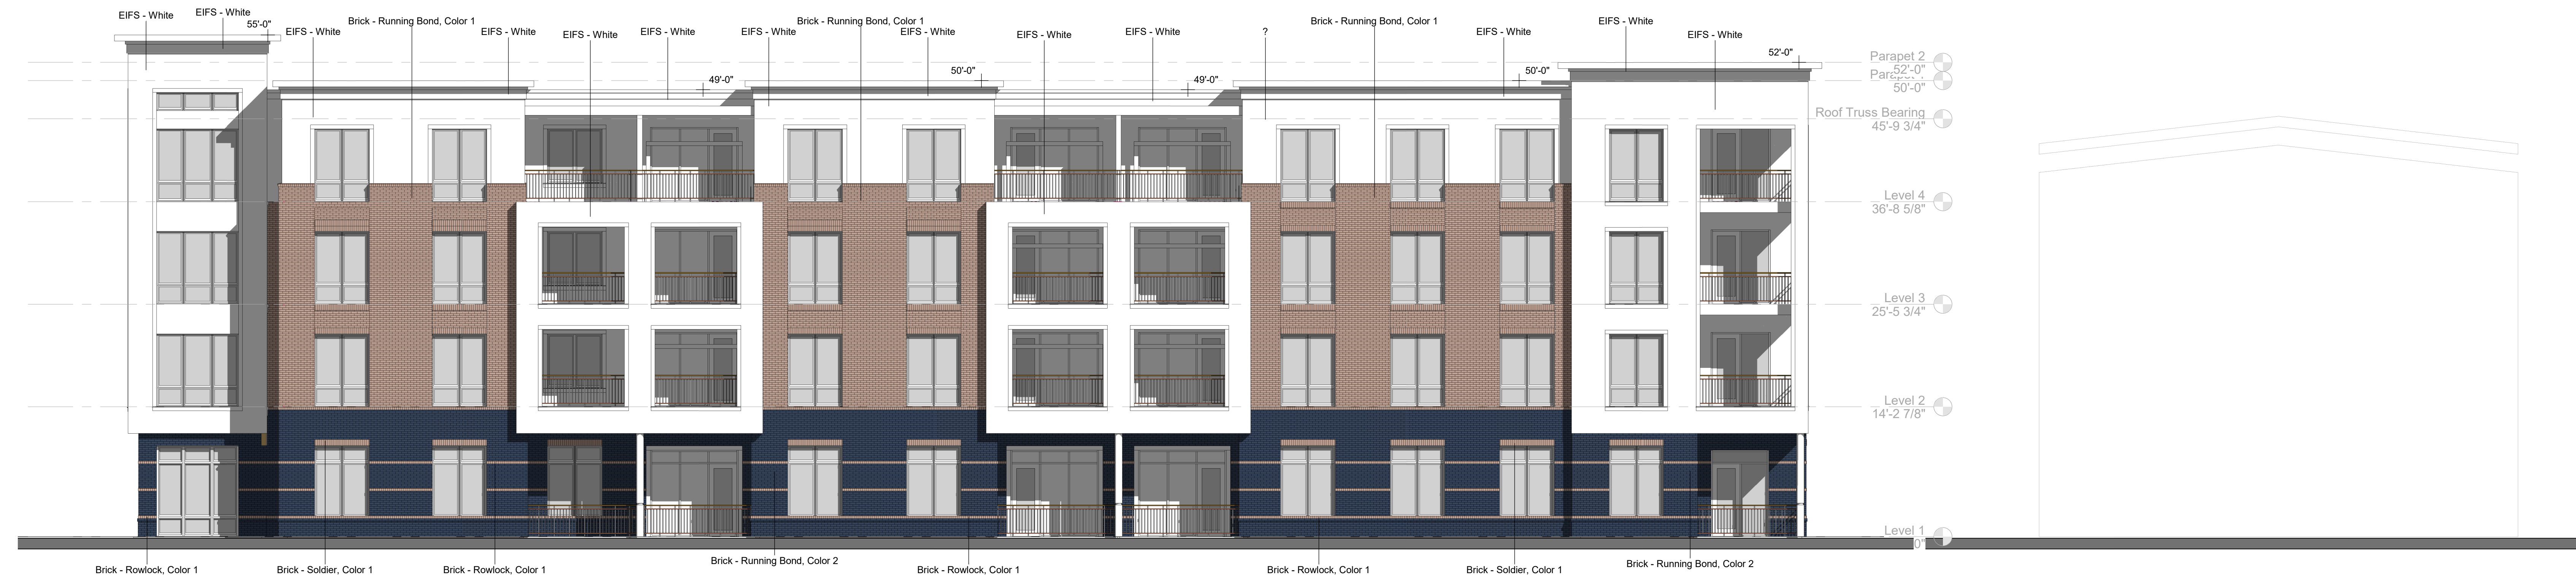 EIFS - White
EIFS - White
55'-0"
EIFS - White
Brick - Running Bond, Color 1
EIFS - White
EIFS - White
EIFS - White
49'-0"
EIFS - White
Brick - Running Bond, Color 1
EIFS - White
50'-0"
EIFS - White
EIFS - White
49'-0"
?
Brick - Running Bond, Color 1
EIFS - White
50'-0"
EIFS - White
EIFS - White
52'-0"
Parapet 2
52'-0"
50'-0"
Roof Truss Bearing
45'-9 3/4"
Level 4
36'-8 5/8"
Level 3
25'-5 3/4"
Level 2
14'-2 7/8"
Level 1
0"
Brick - Rowlock, Color 1
Brick - Soldier, Color 1
Brick - Rowlock, Color 1
Brick - Running Bond, Color 2
Brick - Rowlock, Color 1
Brick - Rowlock, Color 1
Brick - Soldier, Color 1
Brick - Running Bond, Color 2